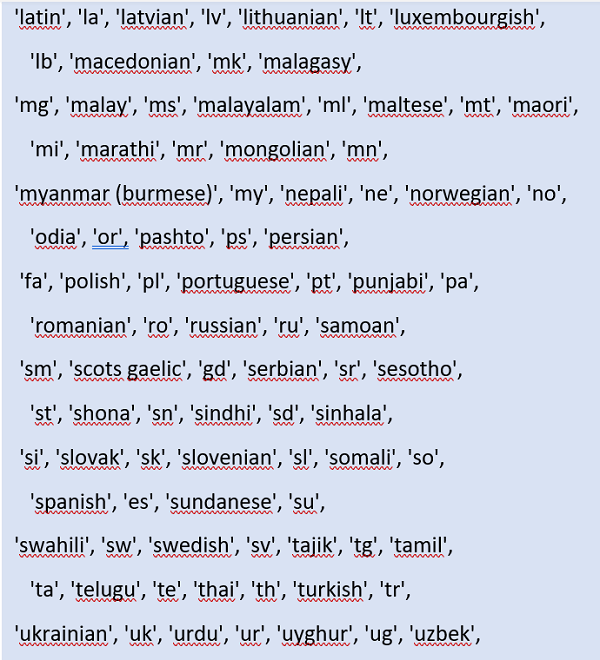 'latin', 'la', 'latvian', 'lv', 'lithuanian', 'lt', 'luxembourgish',
'lb', 'macedonian', 'mk', 'malagasy',
'mg', 'malay', 'ms', 'malayalam', 'ml', 'maltese', 'mt', 'maori',
'mi', 'marathi', 'mr', 'mongolian', 'mn',
'myanmar (burmese)', 'my', 'nepali', 'ne', 'norwegian', 'no',
'odia', 'or', 'pashto', 'ps', 'persian',
'fa', 'polish', 'pl', 'portuguese', 'pt', 'punjabi', 'pa',
'romanian', 'ro', 'russian', 'ru', 'samoan',
'sm', 'scots gaelic', 'gd', 'serbian', 'sr', 'sesotho',
'st', 'shona', 'sn', 'sindhi', 'sd', 'sinhala',
'si', 'slovak', 'sk', 'slovenian', 'sl', 'somali', 'so',
'spanish', 'es', 'sundanese', 'su',
'swahili', 'sw', 'swedish', 'sv', 'tajik', 'tg', 'tamil',
'ta', 'telugu', 'te', 'thai', 'th', 'turkish', 'tr',
'ukrainian', 'uk', 'urdu', 'ur', 'uyghur', 'ug', 'uzbek',